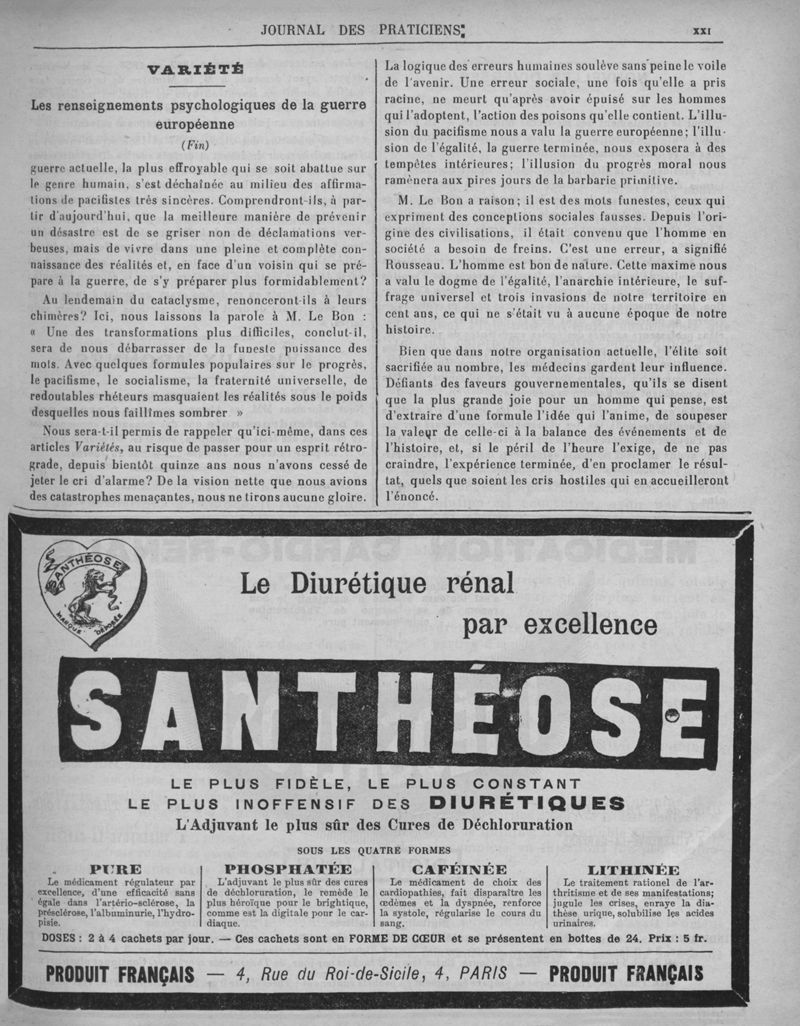 JOURNAL DES PRATICIENS
XXI
VARIÉTÉ
Les renseignements psychologiques de la guerre
européenne
(Fin)
guerre actuelle, la plus effroyable qui se soit abattue sur
le genre humain, s'est déchaînée au milieu des affirma-
tions de pacifistes très sincères. Comprendront-ils, à par-
tir d'aujourd'hui, que la meilleure manière de prévenir
un désastre est de se griser non de déclamations ver-
beuses, mais de vivre dans une pleine et complète con-
naissance des réalités et, en face d'un voisin qui se pré-
pare à la guerre, de s'y préparer plus formidablement?
Au lendemain du cataclysme, renonceront-ils à leurs
chimères? Ici, nous laissons la parole à M. Le Bon :
« Une des transformations plus difficiles, conclut-il,
sera de nous débarrasser de la funeste puissance des
mots. Avec quelques formules populaires sur le progrès,
le pacifisme, le socialisme, la fraternité universelle, de
redoutables rhéteurs masquaient les réalités sous le poids
desquelles nous faillîmes sombrer »
Nous sera-t-il permis de rappeler qu'ici-même, dans ces
articles Variétés, au risque de passer pour un esprit rétro-
grade, depuis bientôt quinze ans nous n'avons cessé de
jeter le cri d'alarme? De la vision nette que nous avions
des catastrophes menaçantes, nous ne tirons aucune gloire.
La logique des erreurs humaines soulève sans peine le voile
de l'avenir. Une erreur sociale, une fois qu'elle a pris
racine, ne meurt qu'après avoir épuisé sur les hommes
qui l'adoptent, l'action des poisons qu'elle contient. L'illu-
sion du pacifisme nous a valu la guerre européenne; l'illu-
sion de l'égalité, la guerre terminée, nous exposera à des
tempêtes intérieures; l'illusion du progrès moral nous
ramènera aux pires jours de la barbarie primitive.
M. Le Bon a raison; il est des mots funestes, ceux qui
expriment des conceptions sociales fausses. Depuis l'ori-
gine des civilisations, il était convenu que l'homme en
société a besoin de freins. C'est une erreur, a signifié
Rousseau. L'homme est bon de nature. Cette maxime nous
a valu le dogme de l'égalité, l'anarchie intérieure, le suf-
frage universel et trois invasions de notre territoire en
cent ans, ce qui ne s'était vu à aucune époque de notre
histoire.
Bien que dans notre organisation actuelle, l'élite soit
sacrifiée au nombre, les médecins gardent leur influence.
Défiants des faveurs gouvernementales, qu'ils se disent
que la plus grande joie pour un homme qui pense, est
d'extraire d'une formule l'idée qui l'anime, de soupeser
la valeur de celle-ci à la balance des événements et de
l'histoire, et, si le péril de l'heure l'exige, de ne pas
craindre, l'expérience terminée, d'en proclamer le résul-
tat, quels que soient les cris hostiles qui en accueilleront
l'énoncé.
SANTHÉOSE
MARQUE DÉPOSÉE
Le Diurétique rénal
par excellence
SANTHÉOSE
LE PLUS FIDÈLE, LE PLUS CONSTANT
LE PLUS INOFFENSIF DES DIURÉTIQUES
L'Adjuvant le plus sûr des Cures de Déchloruration
SOUS LES QUATRE FORMES
PURE
Le médicament régulateur par
excellence, d'une efficacité sans
égale dans l'artério-sclérose, la
présclérose, l'albuminurie, l'hydro-
pisie.
PHOSPHATÉE
L'adjuvant le plus sûr des cures
de déchloruration, le remède le
plus héroïque pour le brightique,
comme est la digitale pour le car-
diaque.
CAFÉINÉE
Le médicament de choix des
cardiopathies, fait disparaître les
œdèmes et la dyspnée, renforce
la systole, régularise le cours du
sang.
LITHINÉE
Le traitement rationel de l'ar-
thritisme et de ses manifestations;
jugule les crises, enraye la dia-
thèse urique, solubilise les acides
urinaires.
DOSES : 2 à 4 cachets par jour. — Ces cachets sont en FORME DE CŒUR et se présentent en boîtes de 24. Prix : 5 fr.
PRODUIT FRANÇAIS — 4, Rue du Roi-de-Sicile, 4, PARIS — PRODUIT FRANÇAIS